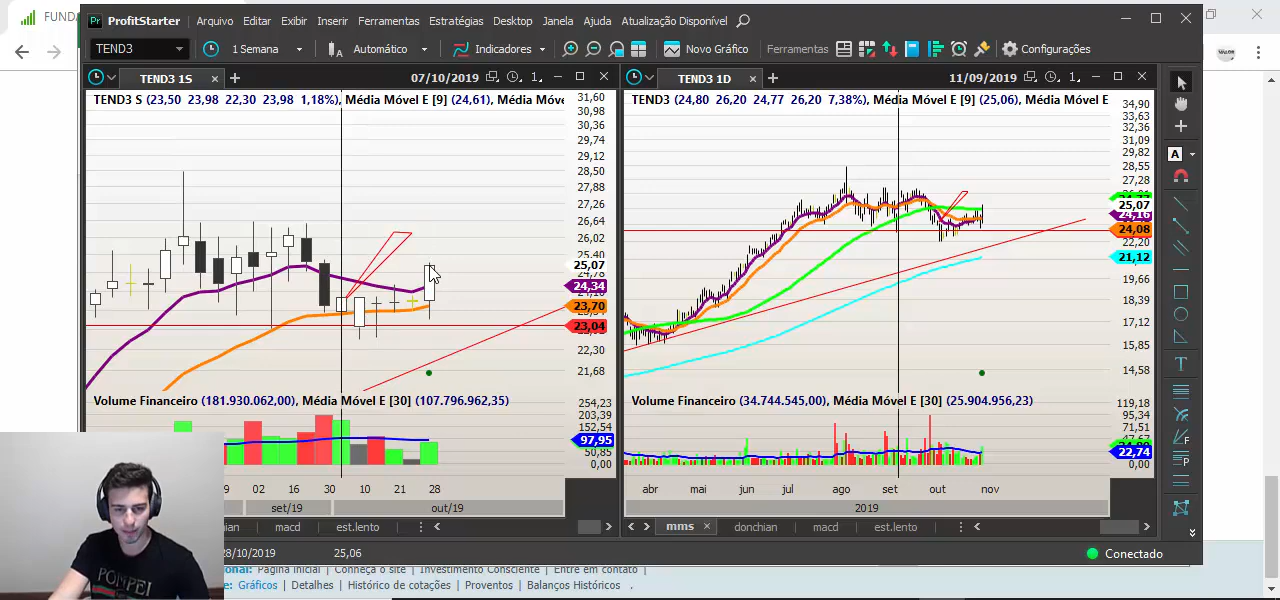 FUNDA
Pr ProfitStarter Arquivo Editar Exibir Inserir Ferramentas Estratégias Desktop Janela Ajuda Atualização Disponível
TEND3 1 Semana Automático Indicadores Novo Gráfico Ferramentas Configurações
TEND3 1S 07/10/2019 1
TEND3 1D 11/09/2019 1
TEND3 S (23,50 23,98 22,30 23,98 1,18%), Média Móvel E [9] (24,61), Média Móve
31,60
30,98
30,36
29,74
29,12
28,50
27,88
27,26
26,64
26,02
25,40
25,07
24,34
23,70
23,04
22,30
21,68
TEND3 (24,80 26,20 24,77 26,20 7,38%), Média Móvel E [9] (25,06), Média Móvel E
34,90
33,63
32,36
31,09
29,82
28,55
27,28
25,07
24,16
24,08
22,20
21,12
19,66
18,39
17,12
15,85
14,58
A
T
F
P
Volume Financeiro (181.930.062,00), Média Móvel E [30] (107.796.962,35)
254,23
203,39
152,54
97,95
50,85
0,00
Volume Financeiro (34.744.545,00), Média Móvel E [30] (25.904.956,23)
119,18
95,34
71,51
22,74
0,00
9 02 16 30 10 21 28
set/19 out/19
abr mai jun jul ago set out nov
2019
hian macd est.lento
mms donchian macd est.lento
28/10/2019 25,06 Conectado
cional: Página Inicial | Conheça o site | Investimento Consciente | Entre em contato |
e: Gráficos | Detalhes | Histórico de cotações | Proventos | Balanços Históricos .
POMPEI